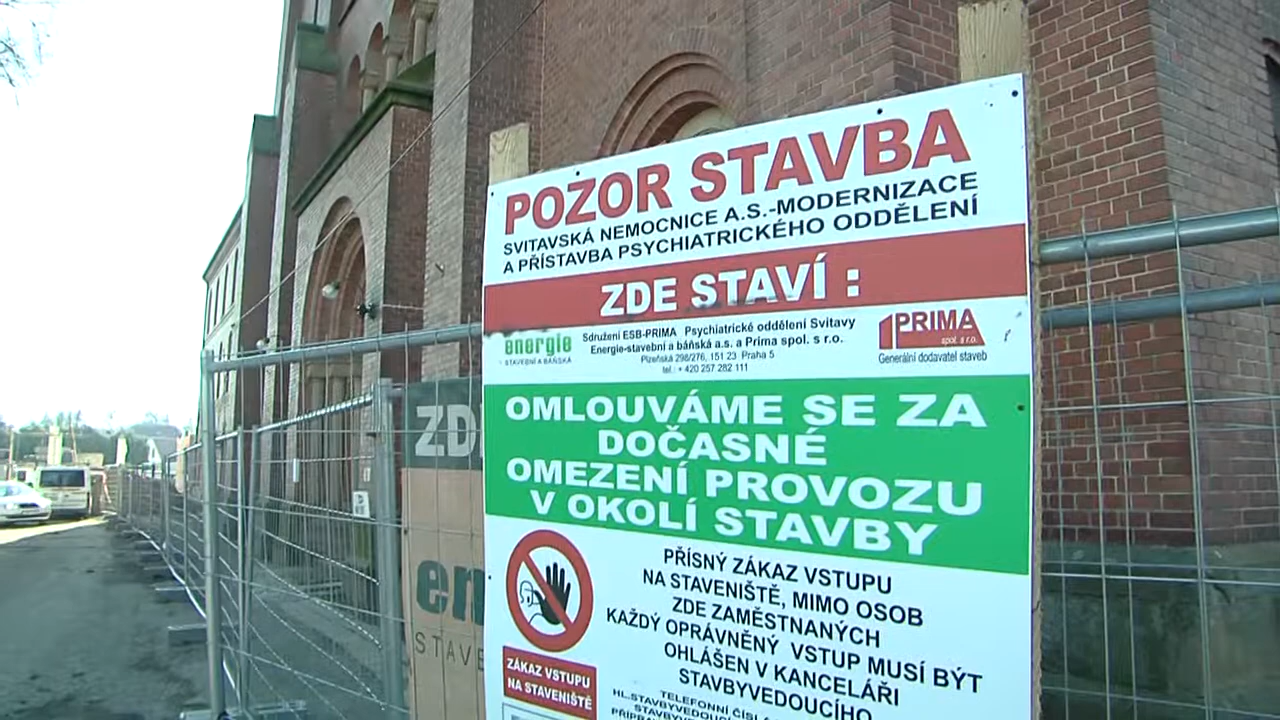 POZOR STAVBA
SVITAVSKÁ NEMOCNICE A.S.-MODERNIZACE
A PŘÍSTAVBA PSYCHIATRICKÉHO ODDĚLENÍ
ZDE STAVÍ :
energie
STAVEBNÍ A BÁŇSKÁ
Sdružení ESB-PRIMA Psychiatrické oddělení Svitavy
Energie-stavební a báňská a.s. a Prima spol. s r.o.
Plzeňská 298/276, 151 23 Praha 5
tel.: + 420 257 282 111
PRIMA
spol. s r.o.
Generální dodavatel staveb
OMLOUVÁME SE ZA
DOČASNÉ
OMEZENÍ PROVOZU
V OKOLÍ STAVBY
PŘÍSNÝ ZÁKAZ VSTUPU
NA STAVENIŠTĚ, MIMO OSOB
ZDE ZAMĚSTNANÝCH
KAŽDÝ OPRÁVNĚNÝ VSTUP MUSÍ BÝT
OHLÁŠEN V KANCELÁŘI
STAVBYVEDOUCÍHO
ZÁKAZ VSTUPU
NA STAVENIŠTĚ
TELEFONNÍ
ZD
en
STAVE